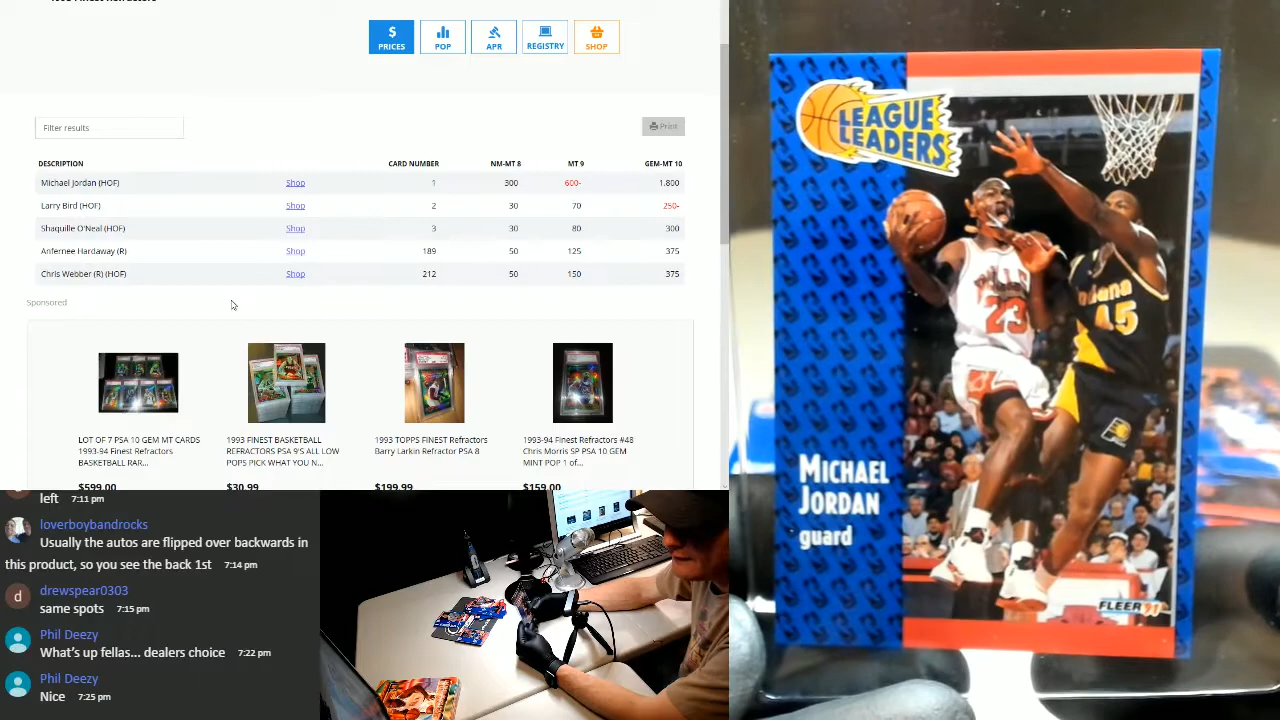 PRICES
POP
APR
REGISTRY
SHOP
Filter results
Print
DESCRIPTION CARD NUMBER NM-MT 8 MT 9 GEM-MT 10
Michael Jordan (HOF) Shop 1 300 600- 1,800
Larry Bird (HOF) Shop 2 30 70 250-
Shaquille O'Neal (HOF) Shop 3 30 80 300
Anfernee Hardaway (R) Shop 189 50 125 375
Chris Webber (R) (HOF) Shop 212 50 150 375
Sponsored
LOT OF 7 PSA 10 GEM MT CARDS
1993-94 Finest Refractors
BASKETBALL RAR...
$599.00
1993 FINEST BASKETBALL
REFRACTORS PSA 9'S ALL LOW
POPS PICK WHAT YOU N...
$30.99
1993 TOPPS FINEST Refractors
Barry Larkin Refractor PSA 8
$199.99
1993-94 Finest Refractors #48
Chris Morris SP PSA 10 GEM
MINT POP 1 of...
$159.00
left 7:11 pm
loverboybandrocks
Usually the autos are flipped over backwards in
this product, so you see the back 1st 7:14 pm
d drewspear0303
same spots 7:15 pm
Phil Deezy
What's up fellas... dealers choice 7:22 pm
Phil Deezy
Nice 7:25 pm
LEAGUE
LEADERS
23
Indiana
45
MICHAEL
JORDAN
guard
FLEER 91